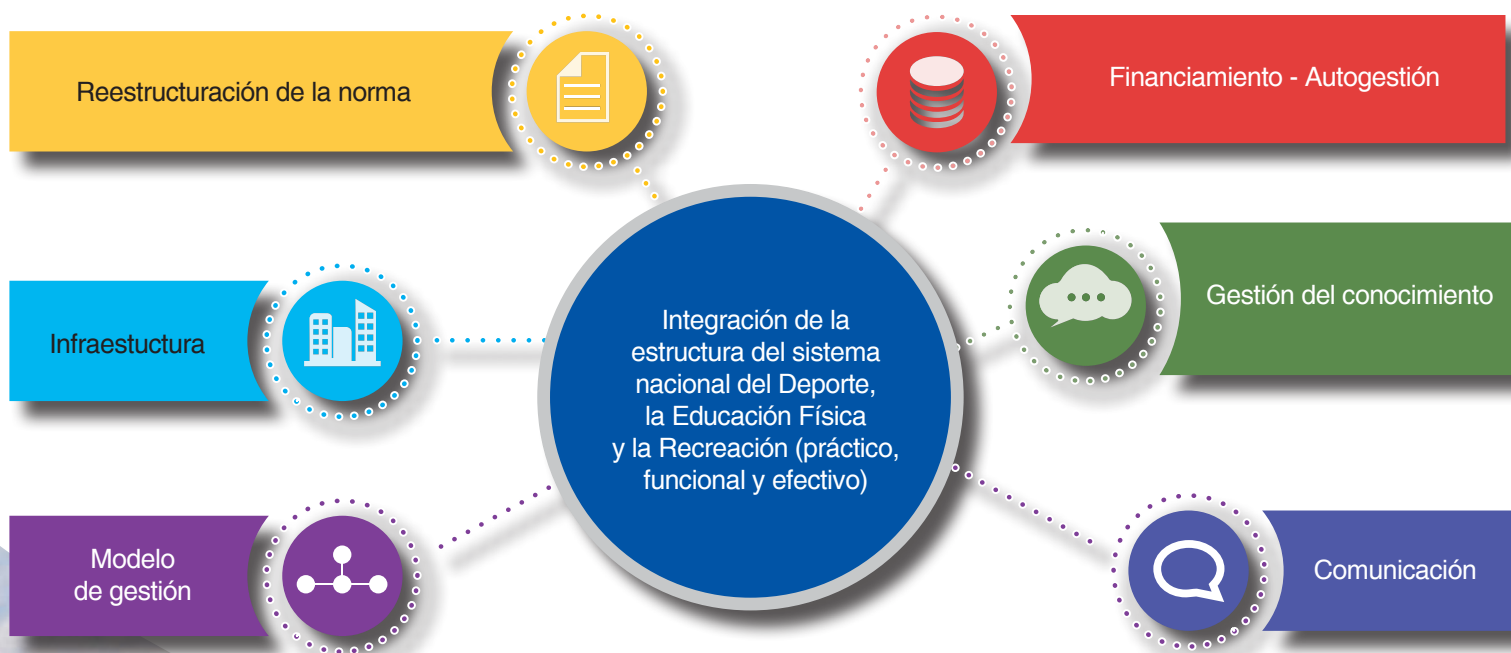 Reestructuración de la norma
Financiamiento - Autogestión
Infraestuctura
Integración de la
estructura del sistema
nacional del Deporte,
la Educación Física
y la Recreación (práctico,
funcional y efectivo)
Gestión del conocimiento
Modelo
de gestión
Comunicación